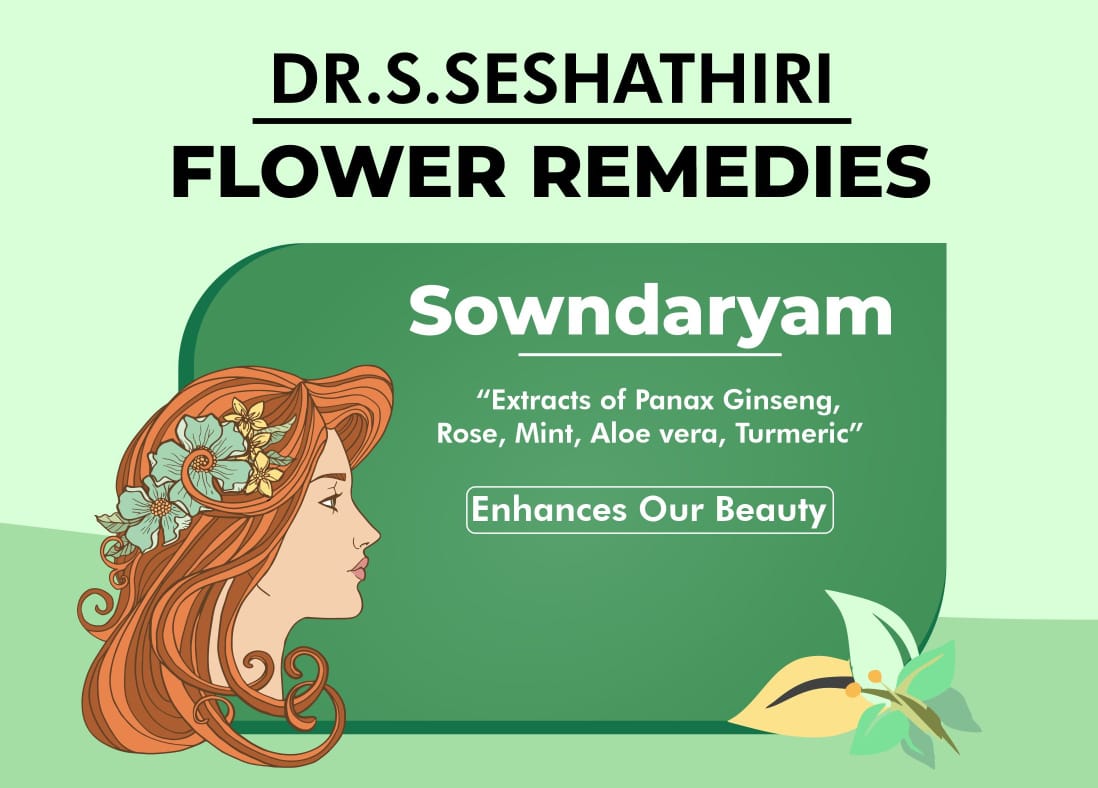 DR.S.SESHATHIRI
FLOWER REMEDIES
Sowndaryam
“Extracts of Panax Ginseng,
Rose, Mint, Aloe vera, Turmeric”
Enhances Our Beauty